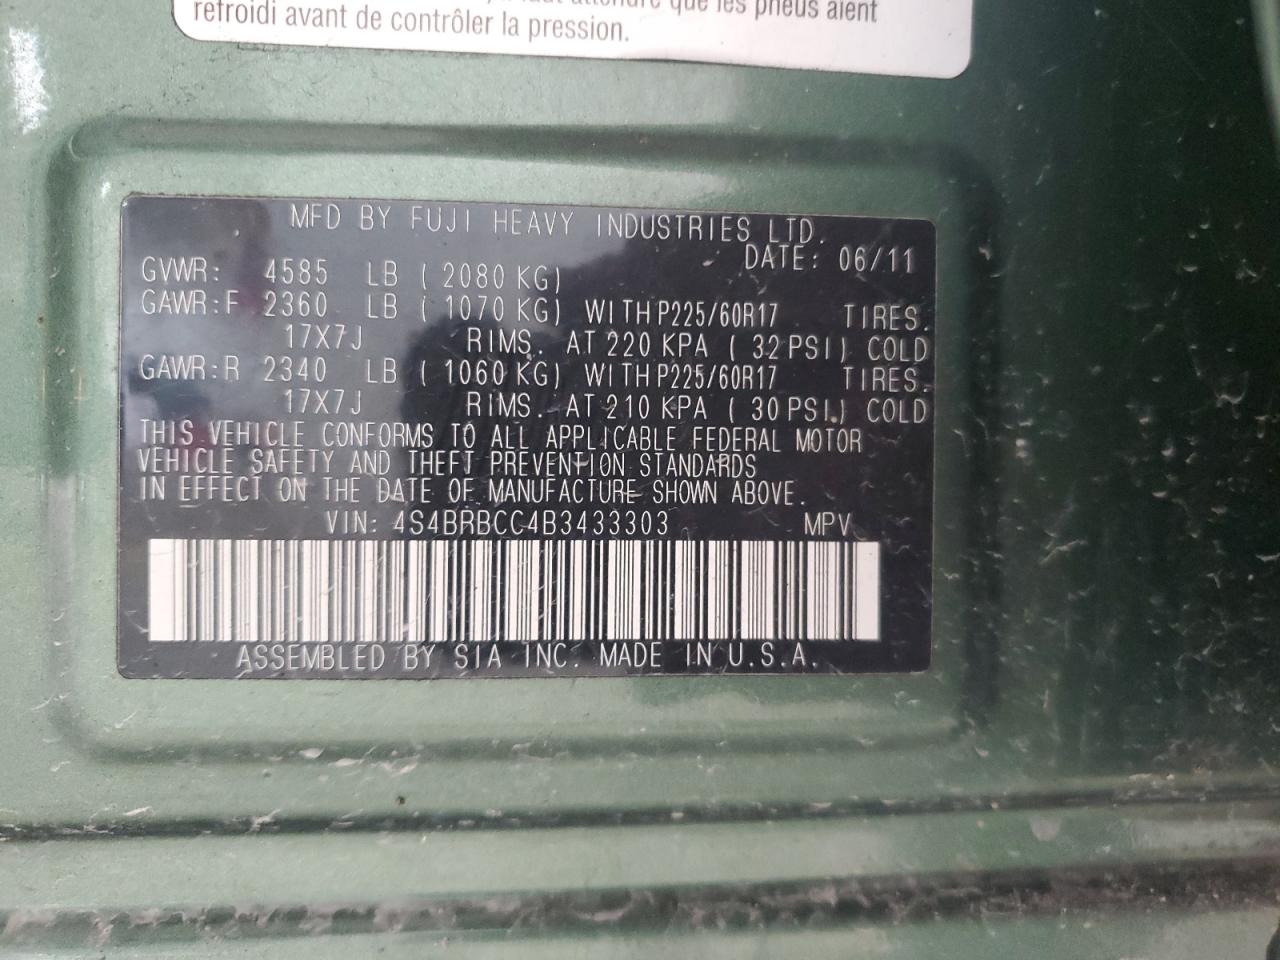 que les pneus aient
refroidi avant de contrôler la pression.
MFD BY FUJI HEAVY INDUSTRIES LTD.
DATE: 06/11
GVWR: 4585 LB ( 2080 KG)
GAWR:F 2360 LB ( 1070 KG) WITH P225/60R17 TIRES.
17X7J RIMS. AT 220 KPA ( 32 PSI) COLD
GAWR:R 2340 LB ( 1060 KG) WITH P225/60R17 TIRES.
17X7J RIMS. AT 210 KPA ( 30 PSI.) COLD
THIS VEHICLE CONFORMS TO ALL APPLICABLE FEDERAL MOTOR
VEHICLE SAFETY AND THEFT PREVENTION STANDARDS
IN EFFECT ON THE DATE OF MANUFACTURE SHOWN ABOVE.
VIN: 4S4BRBCC4B3433303 MPV
ASSEMBLED BY SIA INC. MADE IN U.S.A.